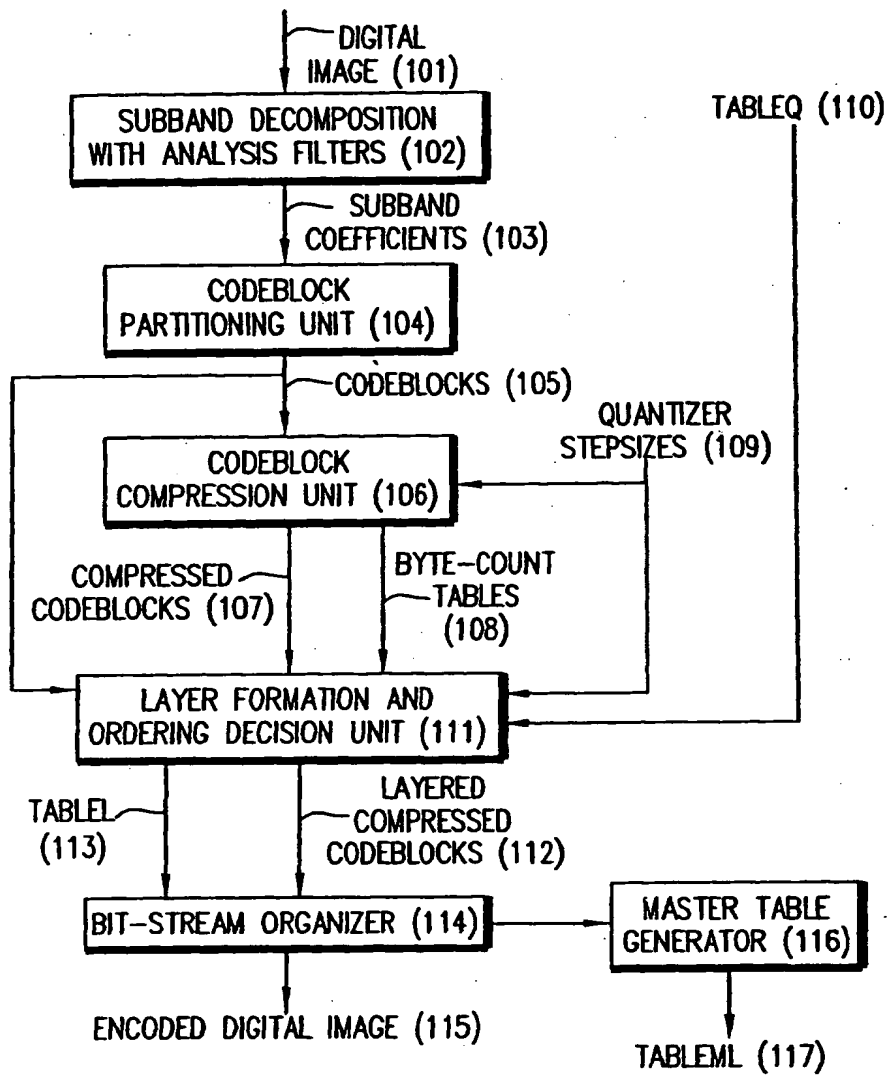 DIGITAL
IMAGE (101)
TABLEQ (110)
SUBBAND DECOMPOSITION
WITH ANALYSIS FILTERS (102)
SUBBAND
COEFFICIENTS (103)
CODEBLOCK
PARTITIONING UNIT (104)
CODEBLOCKS (105)
QUANTIZER
STEPSIZES (109)
CODEBLOCK
COMPRESSION UNIT (106)
COMPRESSED
CODEBLOCKS (107)
BYTE-COUNT
TABLES
(108)
LAYER FORMATION AND
ORDERING DECISION UNIT (111)
TABLEL
(113)
LAYERED
COMPRESSED
CODEBLOCKS (112)
BIT-STREAM ORGANIZER (114)
MASTER TABLE
GENERATOR (116)
ENCODED DIGITAL IMAGE (115)
TABLEML (117)